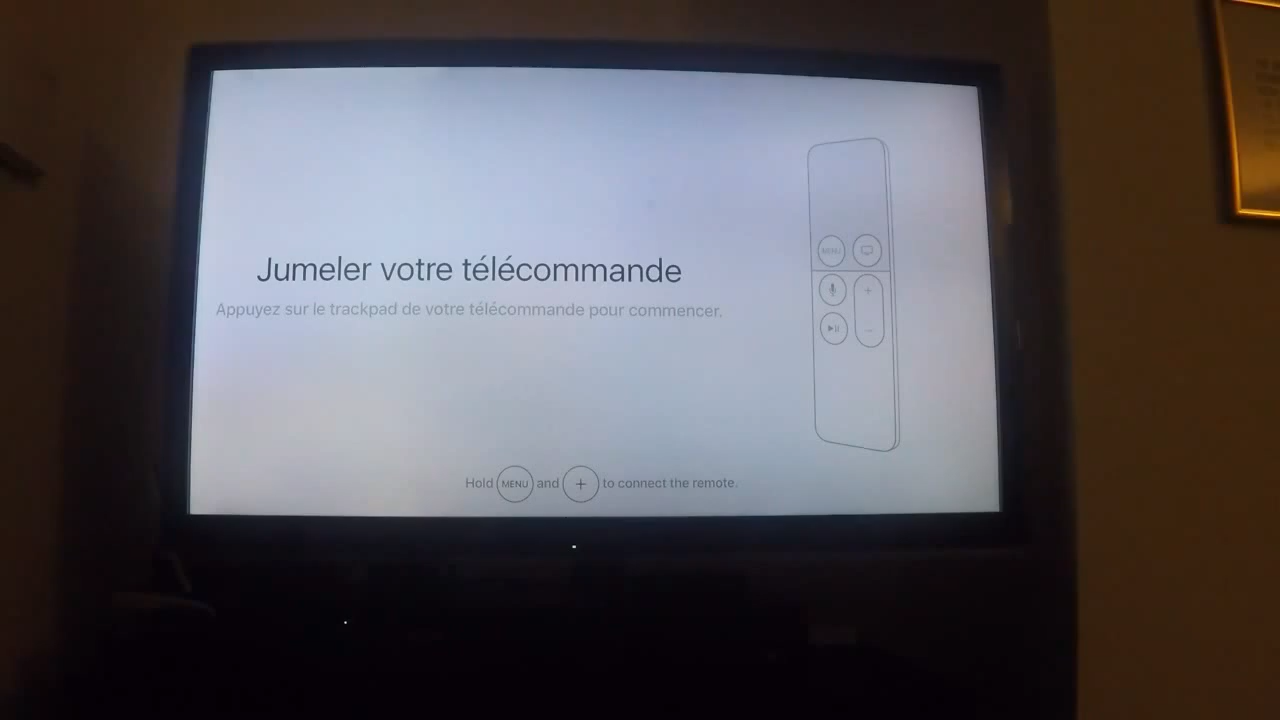 Jumeler votre télécommande
Appuyez sur le trackpad de votre télécommande pour commencer.
MENU
Hold MENU and + to connect the remote.